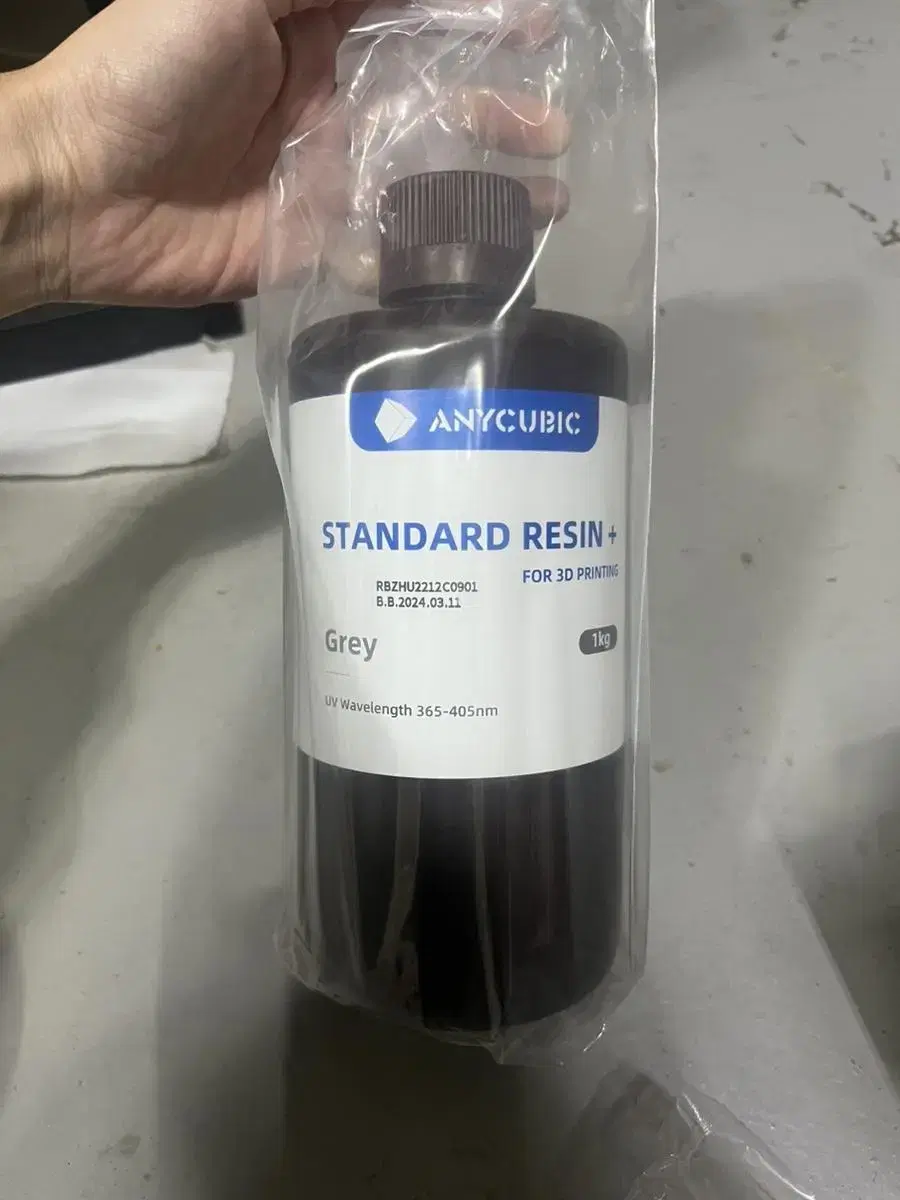 ANYCUBIC
STANDARD RESIN +
FOR 3D PRINTING
RBZHU2212C0901
B.B.2024.03.11
Grey
1kg
UV Wavelength 365-405nm